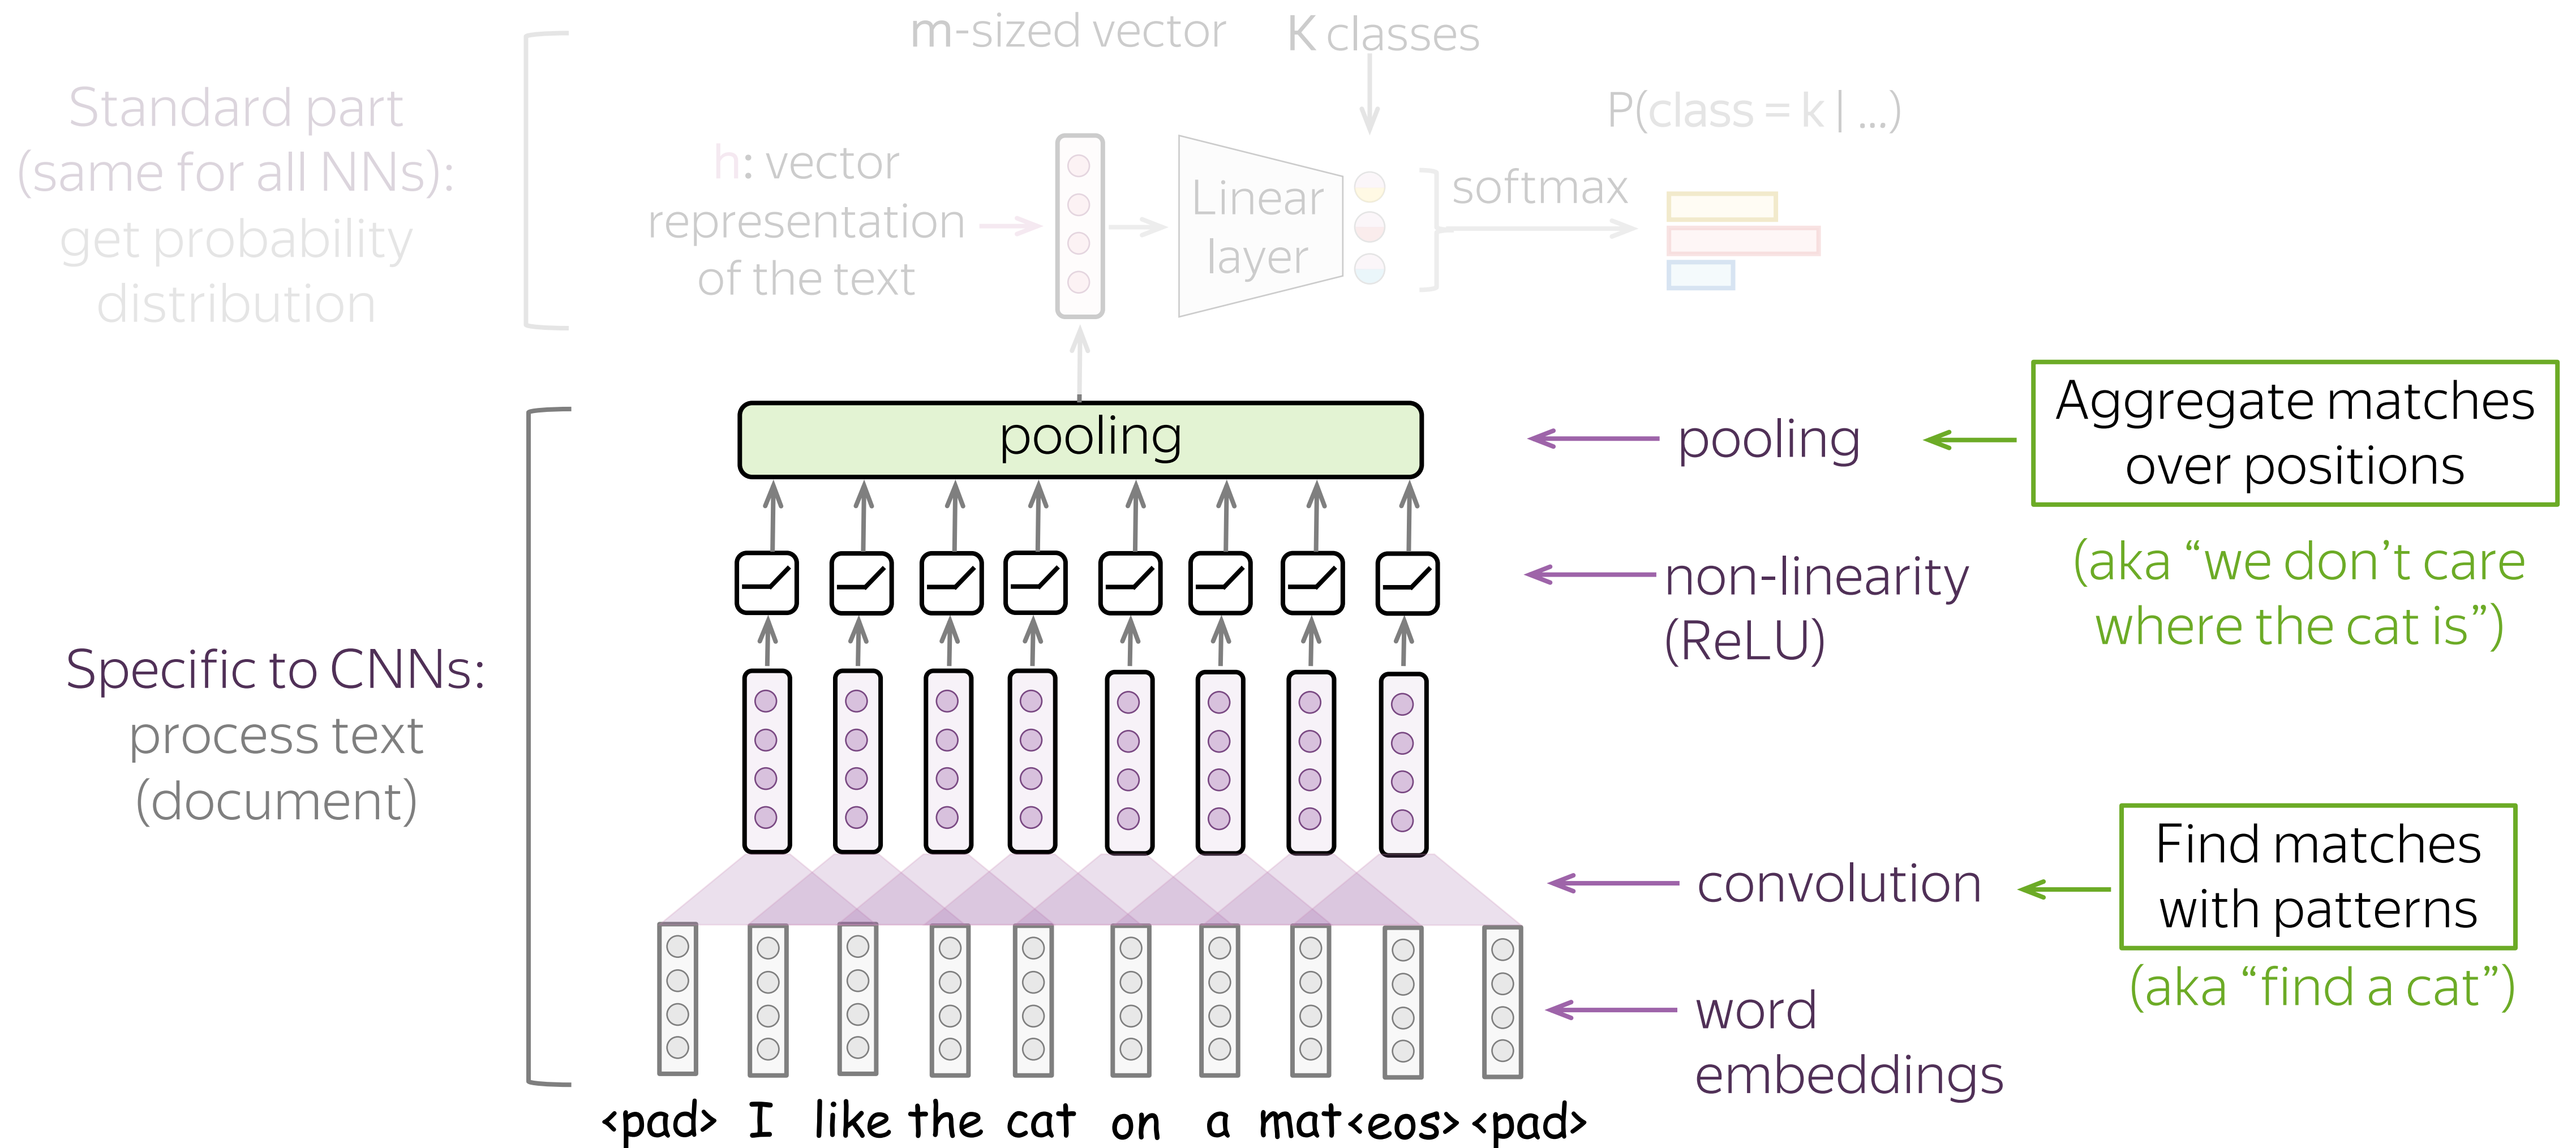 m-sized vector
K classes
Standard part
(same for all NNs):
get probability
distribution
h: vector
representation
of the text
Linear
layer
softmax
P(class = k | ...)
pooling
pooling
Aggregate matches
over positions
(aka “we don’t care
where the cat is”)
non-linearity
(ReLU)
Specific to CNNs:
process text
(document)
convolution
Find matches
with patterns
(aka “find a cat”)
word
embeddings
<pad> I like the cat on a mat <eos> <pad>